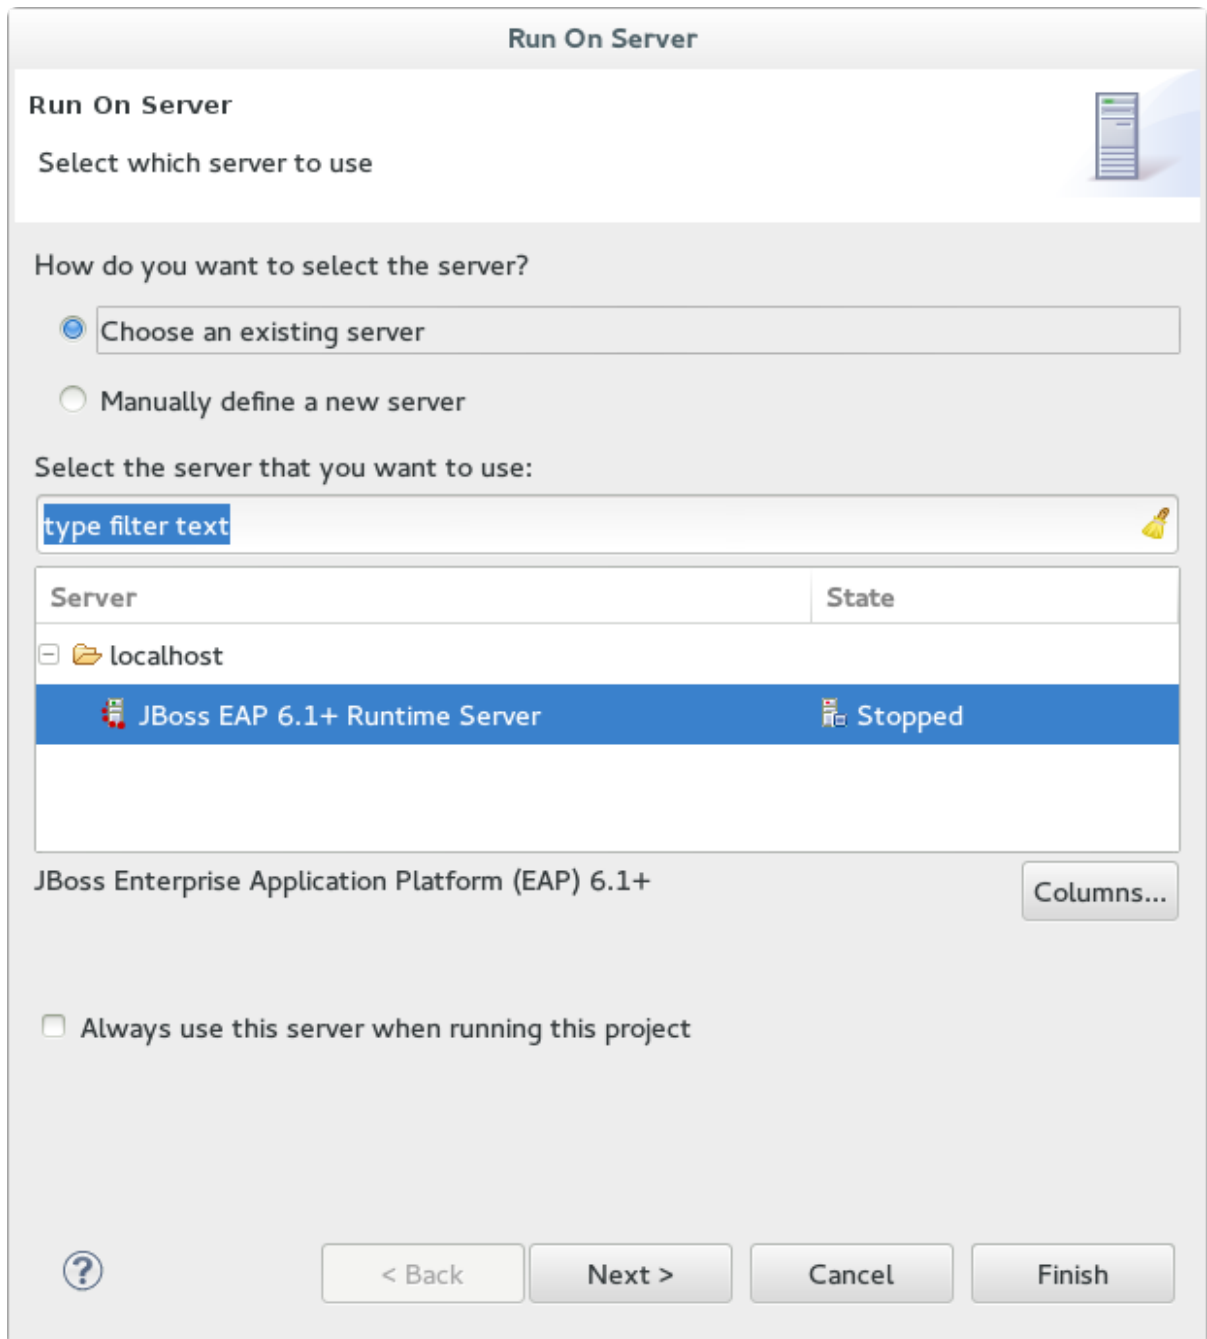 Run On Server
Run On Server
Select which server to use
How do you want to select the server?
Choose an existing server
Manually define a new server
Select the server that you want to use:
type filter text
Server State
localhost
JBoss EAP 6.1+ Runtime Server Stopped
JBoss Enterprise Application Platform (EAP) 6.1+
Columns...
Always use this server when running this project
? < Back Next > Cancel Finish